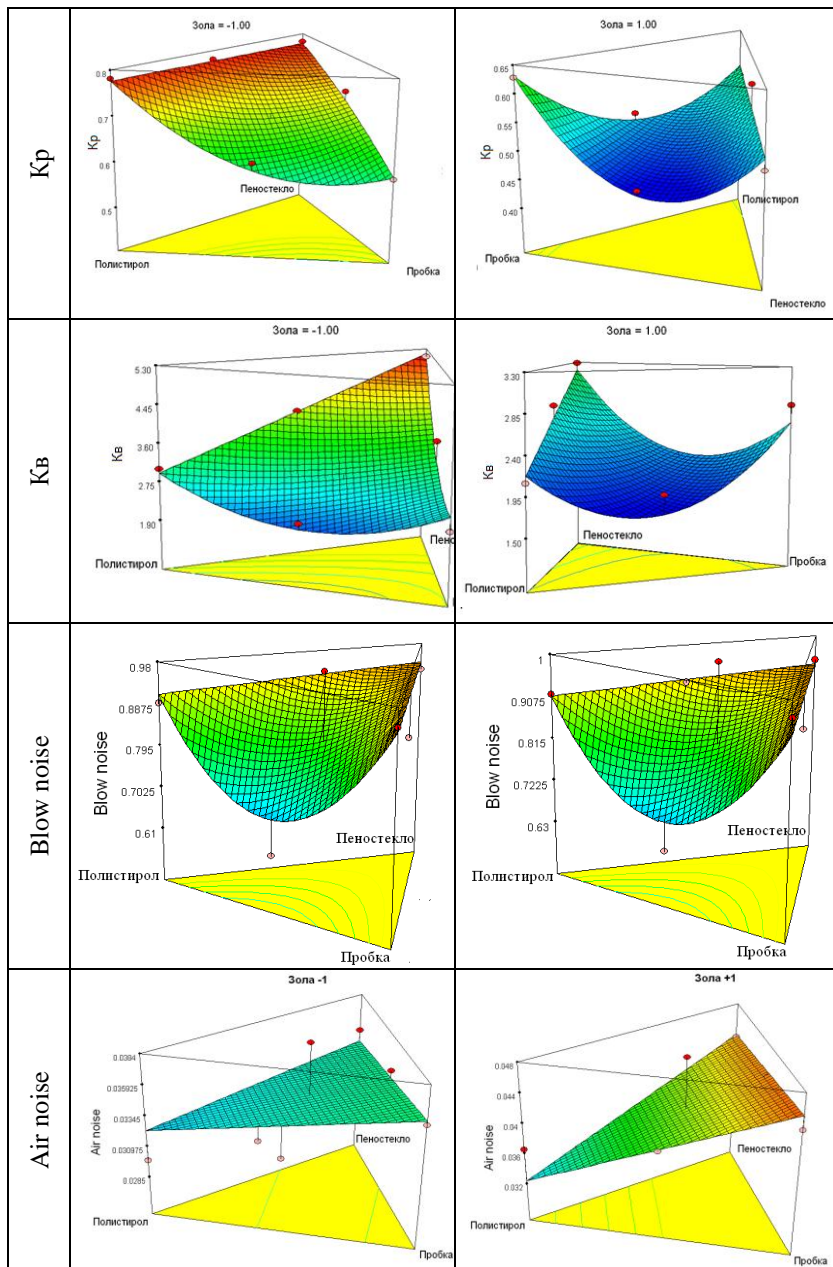 Кр
Зола = -1.00
0.8
0.7
0.6
0.5
Кр
Пеностекло
Полистирол
Пробка
Зола = 1.00
0.65
0.60
0.55
0.50
0.45
0.40
Кр
Полистирол
Пробка
Пеностекло
Кв
Зола = -1.00
5.30
4.45
3.60
2.75
1.90
Кв
Полистирол
Зола = 1.00
3.30
2.85
2.40
1.95
1.50
Кв
Пеностекло
Пробка
Полистирол
Blow noise
0.98
0.8875
0.795
0.7025
0.61
Blow noise
Пеностекло
Полистирол
Пробка
1
0.9075
0.815
0.7225
0.63
Blow noise
Пеностекло
Полистирол
Пробка
Air noise
Зола -1
0.0384
0.035925
0.03345
0.030975
0.0285
Air noise
Пеностекло
Полистирол
Пробка
Зола +1
0.048
0.044
0.04
0.036
0.032
Air noise
Пеностекло
Полистирол
Пробка